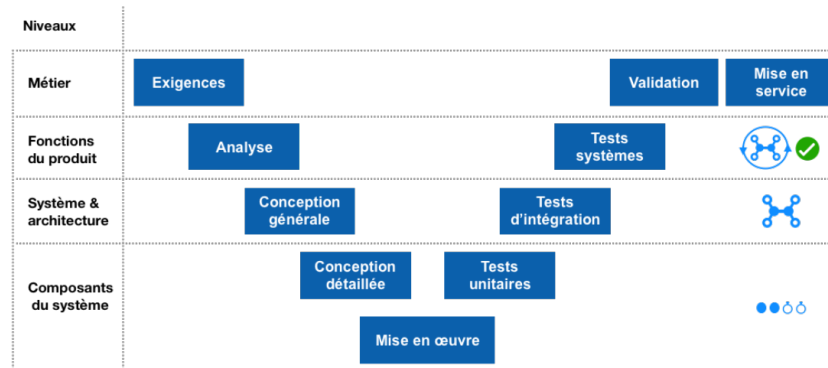 Niveaux
Métier
Exigences
Validation
Mise en
service
Fonctions
du produit
Analyse
Tests
systèmes
Système &
architecture
Conception
générale
Tests
d'intégration
Composants
du système
Conception
détaillée
Tests
unitaires
Mise en œuvre